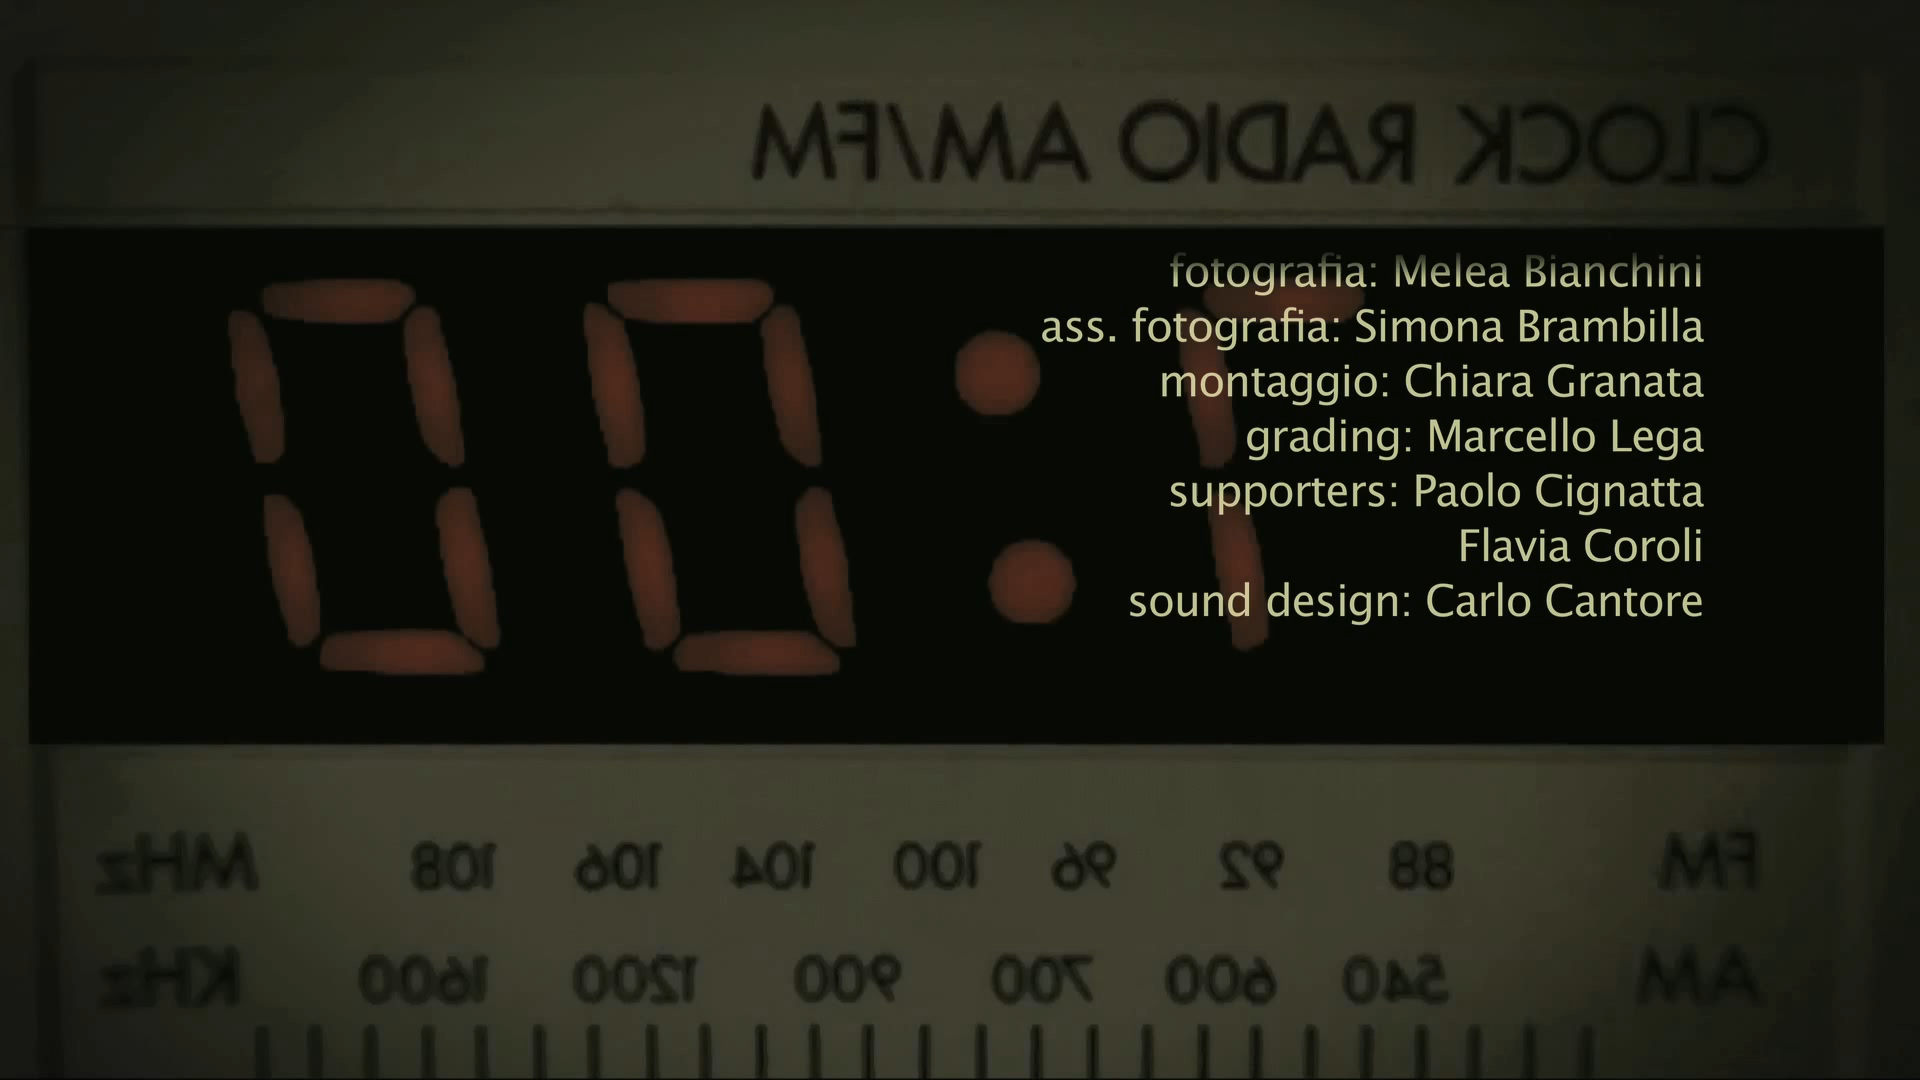 CLOCK RADIO AM/FM
00:1
fotografia: Melea Bianchini
ass. fotografia: Simona Brambilla
montaggio: Chiara Granata
grading: Marcello Lega
supporters: Paolo Cignatta
Flavia Coroli
sound design: Carlo Cantore
FM 88 92 96 100 104 106 108 MHz
AM 540 600 700 900 1200 1600 KHz